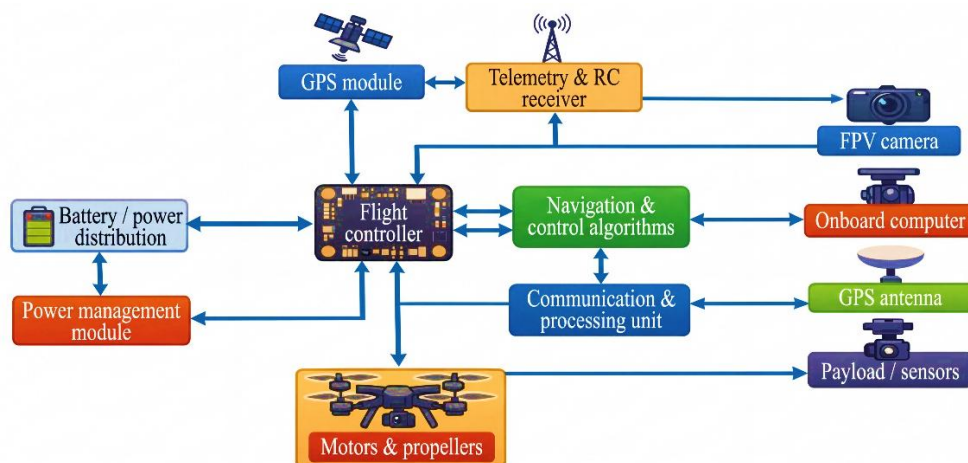 GPS module
Telemetry & RC
receiver
FPV camera
Battery / power
distribution
Flight
controller
Navigation &
control algorithms
Onboard computer
Power management
module
Communication &
processing unit
GPS antenna
Payload / sensors
Motors & propellers